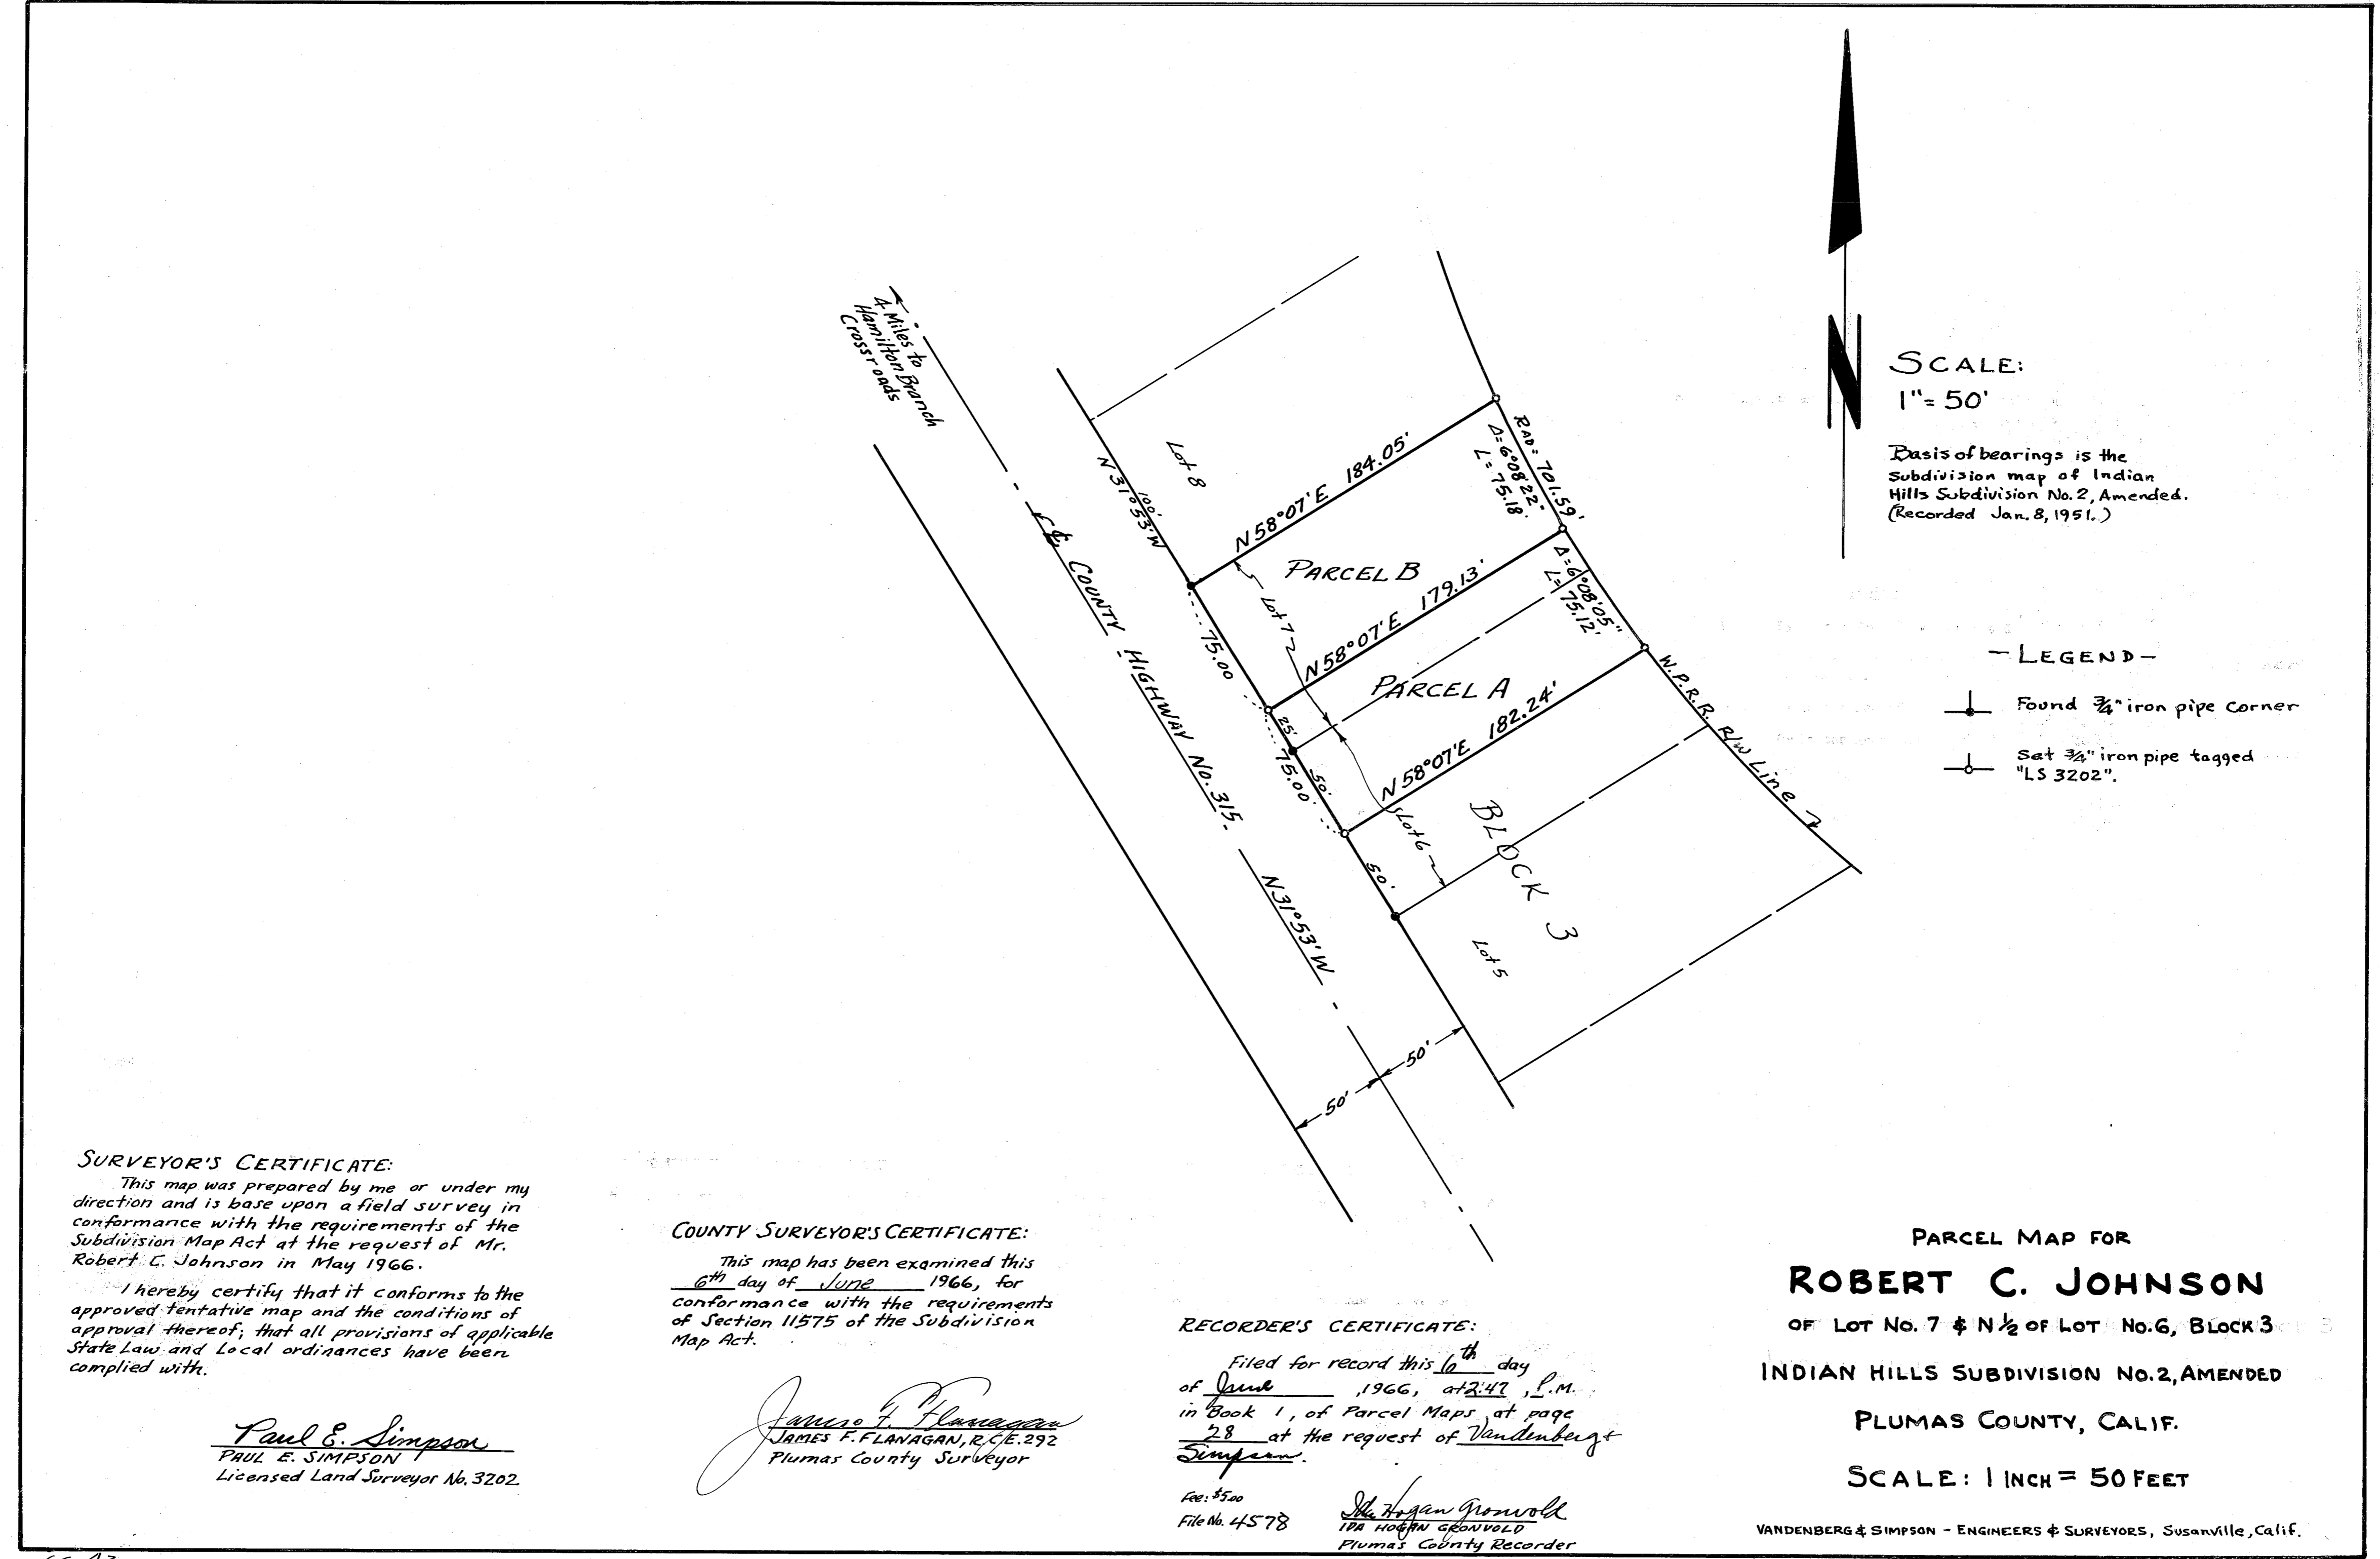 4 Miles to
Hamilton Branch
Crossroads
℄ COUNTY HIGHWAY No. 315.
N31°53'W
50'
50'
100'
N31°53'W
Lot 8
N58°07'E 184.05'
RAD= 701.59'
Δ=6°08'22"
L=75.18'
PARCEL B
Lot 7
75.00
N58°07'E 179.13'
Δ=6°08'05"
L=75.12'
PARCEL A
25'
75.00'
50'
N58°07'E 182.24'
W.P.R.R. R/W Line
Lot 6
50'
BLOCK 3
Lot 5
N
SCALE:
1"= 50'
Basis of bearings is the
subdivision map of Indian
Hills Subdivision No. 2, Amended.
(Recorded Jan. 8, 1951.)
- LEGEND -
Found 3/4" iron pipe corner
Set 3/4" iron pipe tagged
"LS 3202".
SURVEYOR'S CERTIFICATE:
This map was prepared by me or under my
direction and is base upon a field survey in
conformance with the requirements of the
Subdivision Map Act at the request of Mr.
Robert C. Johnson in May 1966.
I hereby certify that it conforms to the
approved tentative map and the conditions of
approval thereof; that all provisions of applicable
State Law and Local ordinances have been
complied with.
Paul E. Simpson
PAUL E. SIMPSON
Licensed Land Surveyor No. 3202
COUNTY SURVEYOR'S CERTIFICATE:
This map has been examined this
6th day of June 1966, for
conformance with the requirements
of Section 11575 of the Subdivision
Map Act.
James F. Flanagan
JAMES F. FLANAGAN, R.C.E. 292
Plumas County Surveyor
RECORDER'S CERTIFICATE:
Filed for record this 6th day
of June ,1966, at 2:47, P.M.
in Book 1, of Parcel Maps at page
28 at the request of Vandenberg +
Simpson.
Fee: $5.00
File No. 4578
Ida Hogan Gronvold
IDA HOGAN GRONVOLD
Plumas County Recorder
PARCEL MAP FOR
ROBERT C. JOHNSON
OF LOT No. 7 & N 1/2 OF LOT No. 6, BLOCK 3
INDIAN HILLS SUBDIVISION No. 2, AMENDED
PLUMAS COUNTY, CALIF.
SCALE: 1 INCH = 50 FEET
VANDENBERG & SIMPSON - ENGINEERS & SURVEYORS, Susanville, Calif.